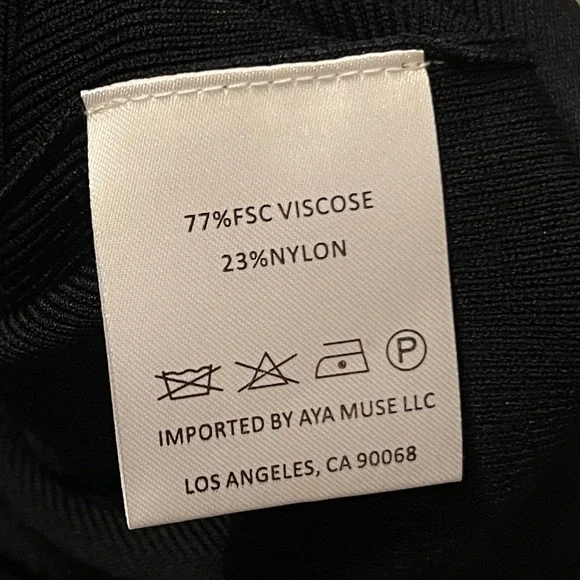 77%FSC VISCOSE
23%NYLON
P
IMPORTED BY AYA MUSE LLC
LOS ANGELES, CA 90068